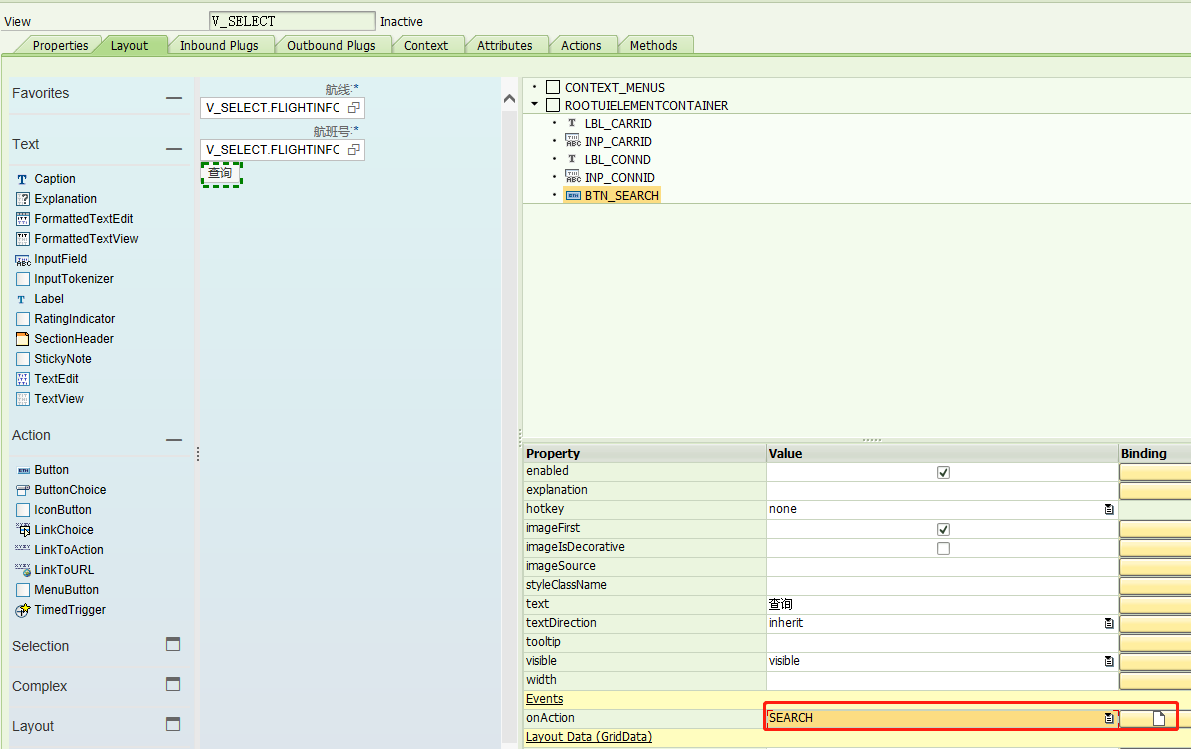 View V_SELECT Inactive
Properties Layout Inbound Plugs Outbound Plugs Context Attributes Actions Methods
Favorites
Text
Caption
Explanation
FormattedTextEdit
FormattedTextView
InputField
InputTokenizer
Label
RatingIndicator
SectionHeader
StickyNote
TextEdit
TextView
Action
Button
ButtonChoice
IconButton
LinkChoice
LinkToAction
LinkToURL
MenuButton
TimedTrigger
Selection
Complex
Layout
航线:*
V_SELECT.FLIGHTINFO
航班号:*
V_SELECT.FLIGHTINFO
查询
CONTEXT_MENUS
ROOTUIELEMENTCONTAINER
LBL_CARRID
INP_CARRID
LBL_CONND
INP_CONNID
BTN_SEARCH
Property Value Binding
enabled
explanation
hotkey none
imageFirst
imageIsDecorative
imageSource
styleClassName
text 查询
textDirection inherit
tooltip
visible visible
width
Events
onAction SEARCH
Layout Data (GridData)